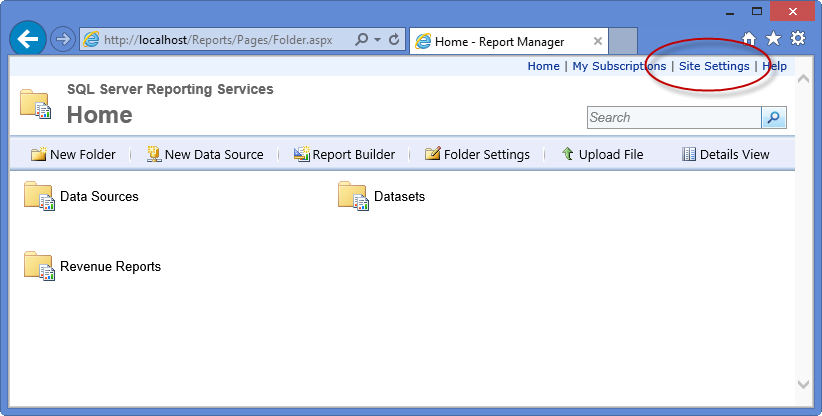 http://localhost/Reports/Pages/Folder.aspx
Home - Report Manager
Home | My Subscriptions | Site Settings | Help
SQL Server Reporting Services
Home
Search
New Folder | New Data Source | Report Builder | Folder Settings | Upload File Details View
Data Sources Datasets
Revenue Reports